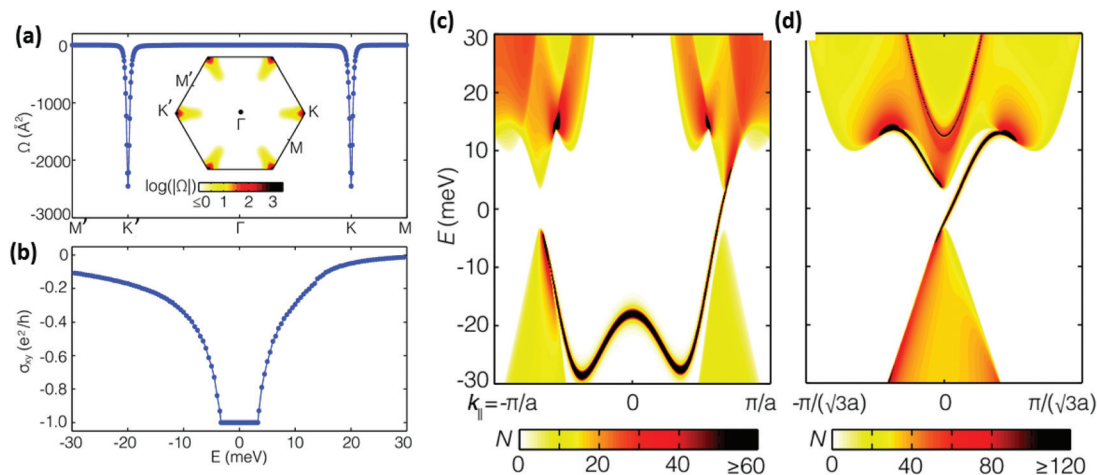 (a)
0
-1000
-2000
-3000
Ω (Å²)
M'
K'
Γ
K
M
log(|Ω|)
≤0 1 2 3
M' K' Γ K M
(b)
0
-0.2
-0.4
-0.6
-0.8
-1.0
σxy (e²/h)
-30 -20 -10 0 10 20 30
E (meV)
(c)
30
20
10
0
-10
-20
-30
E (meV)
k∥=-π/a 0 π/a
N
0 20 40 ≥60
(d)
-π/(√3a) 0 π/(√3a)
N
0 40 80 ≥120